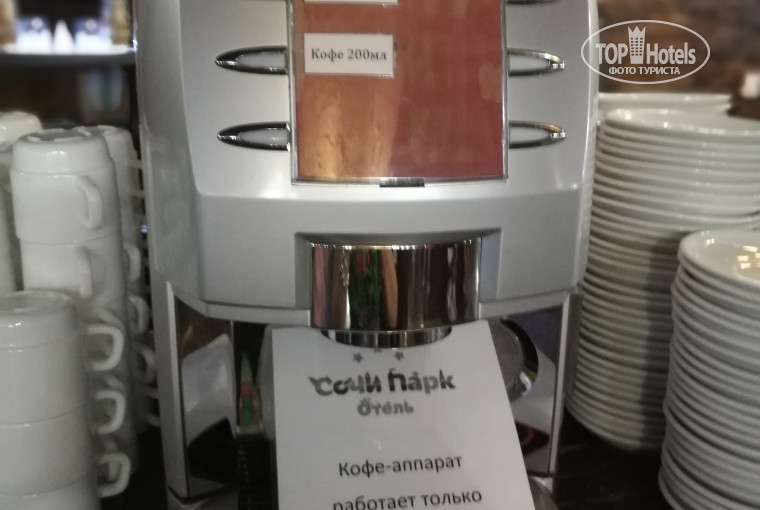 Кофе 200мл
TOP Hotels
ФОТО ТУРИСТА
Сочи Парк
Отель
Кофе-аппарат
работает только